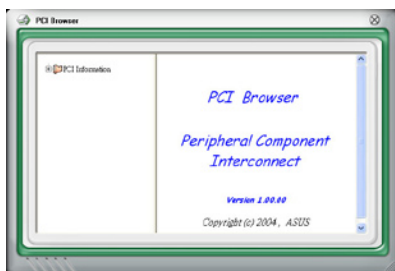 PCI Browser
PCI Information
PCI Browser
Peripheral Component
Interconnect
Version 1.00.00
Copyright (c) 2004, ASUS